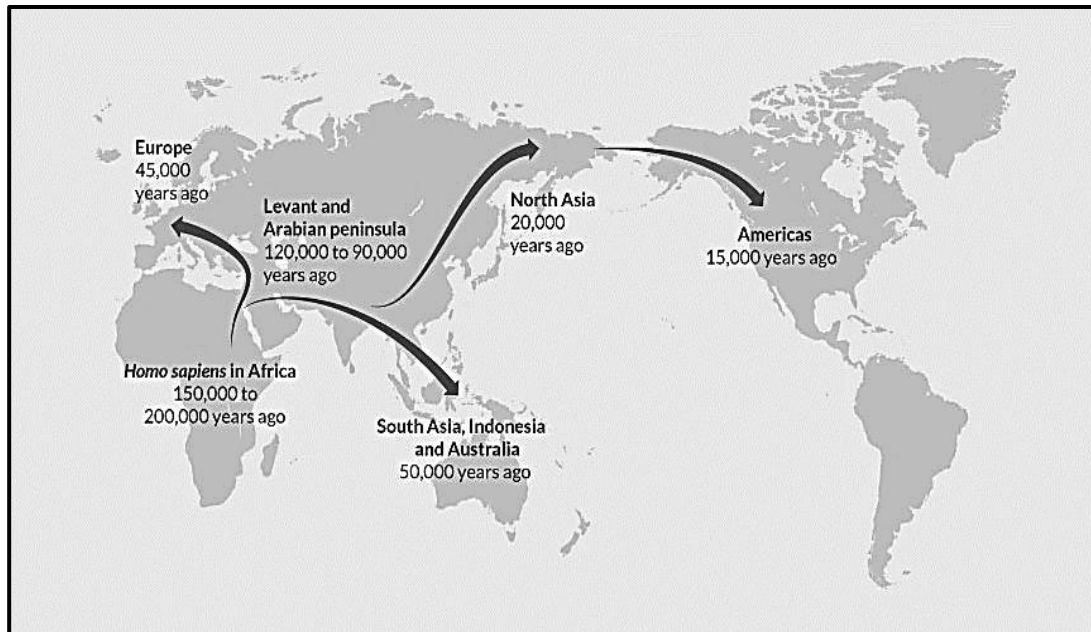 Europe
45,000
years ago
Levant and
Arabian peninsula
120,000 to 90,000
years ago
North Asia
20,000
years ago
Americas
15,000 years ago
Homo sapiens in Africa
150,000 to
200,000 years ago
South Asia, Indonesia
and Australia
50,000 years ago